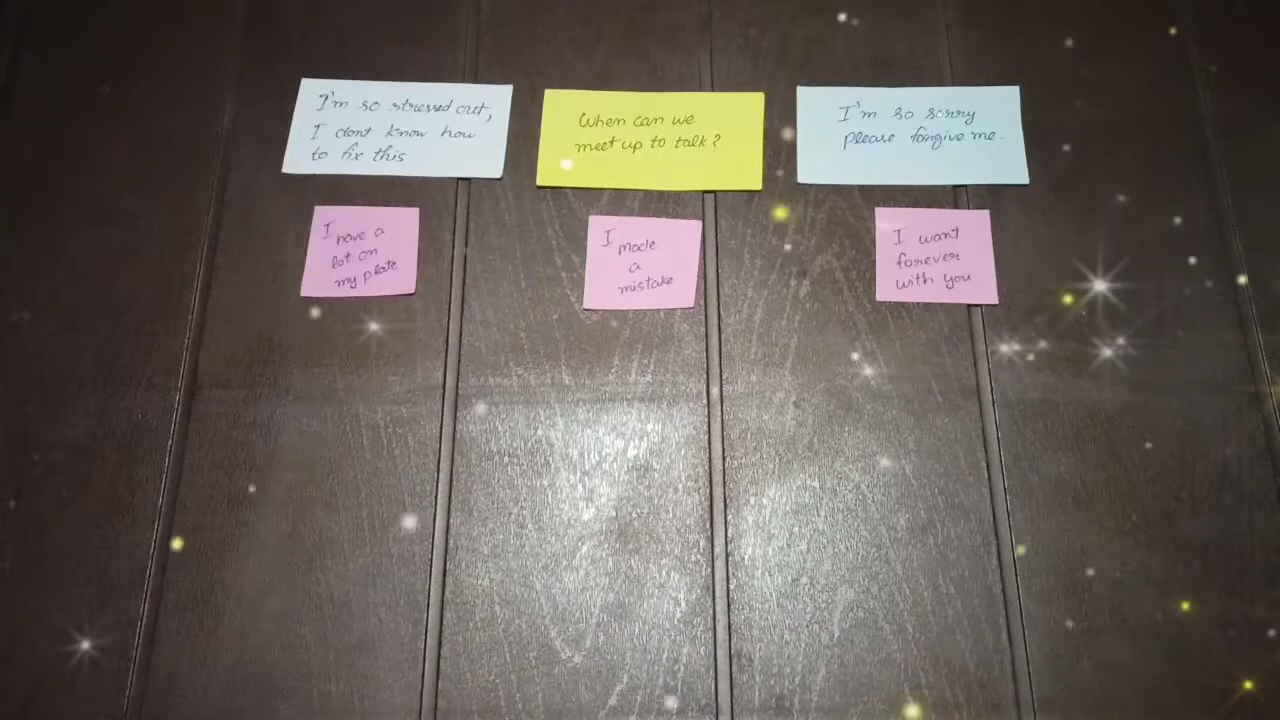 I'm so stressed out,
I dont know how
to fix this
When can we
meet up to talk?
I'm so sorry
please forgive me.
I have a
lot on
my plate
I made
a
mistake
I want
forever
with you